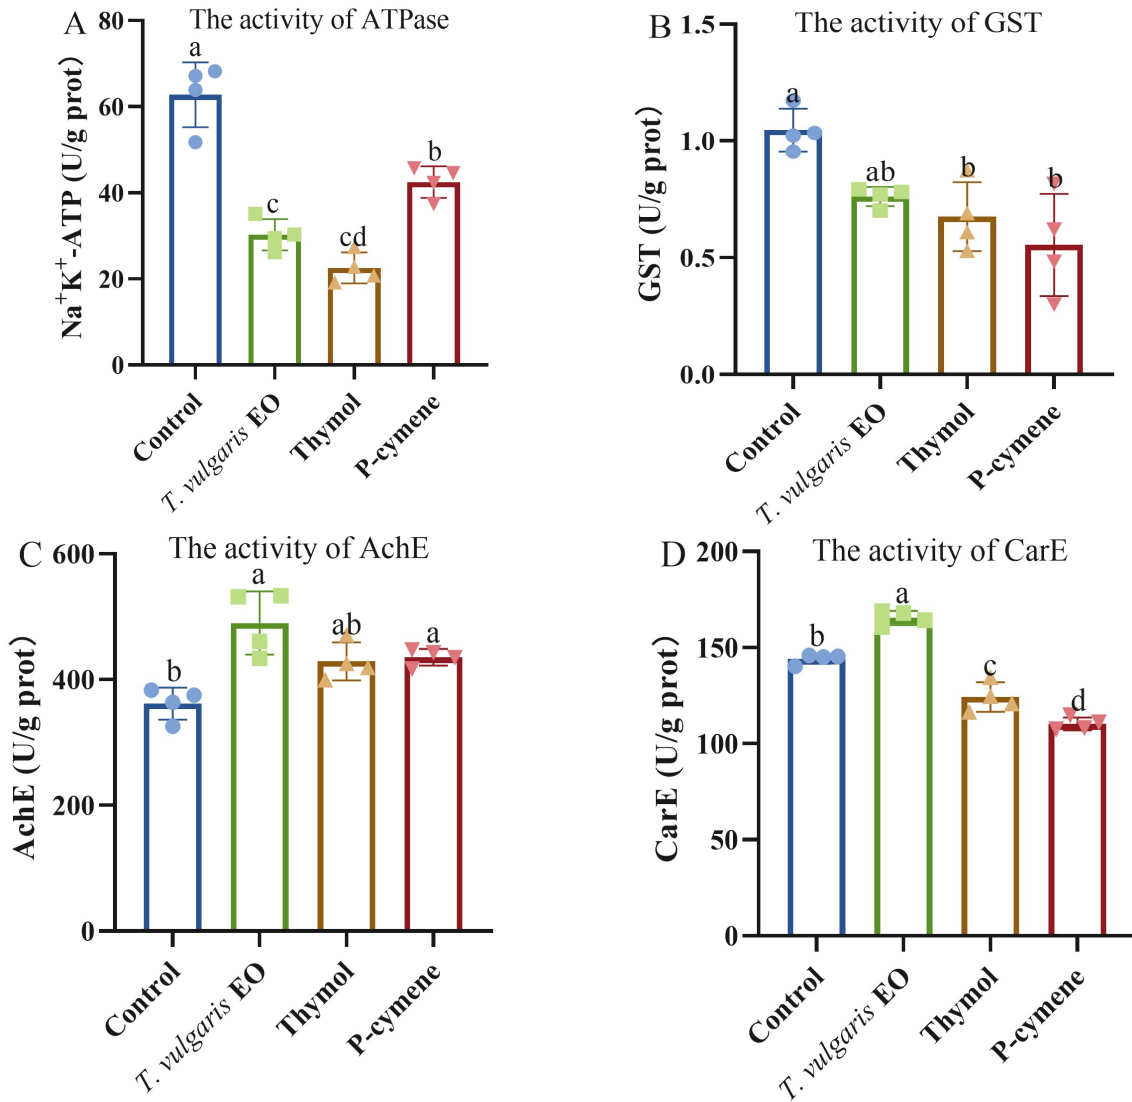 A
The activity of ATPase
Na⁺K⁺-ATP (U/g prot)
80
60
40
20
0
a
c
cd
b
Control
T. vulgaris EO
Thymol
P-cymene
B
The activity of GST
GST (U/g prot)
1.5
1.0
0.5
0.0
a
ab
b
b
Control
T. vulgaris EO
Thymol
P-cymene
C
The activity of AchE
AchE (U/g prot)
600
400
200
0
b
a
ab
a
Control
T. vulgaris EO
Thymol
P-cymene
D
The activity of CarE
CarE (U/g prot)
200
150
100
50
0
b
a
c
d
Control
T. vulgaris EO
Thymol
P-cymene